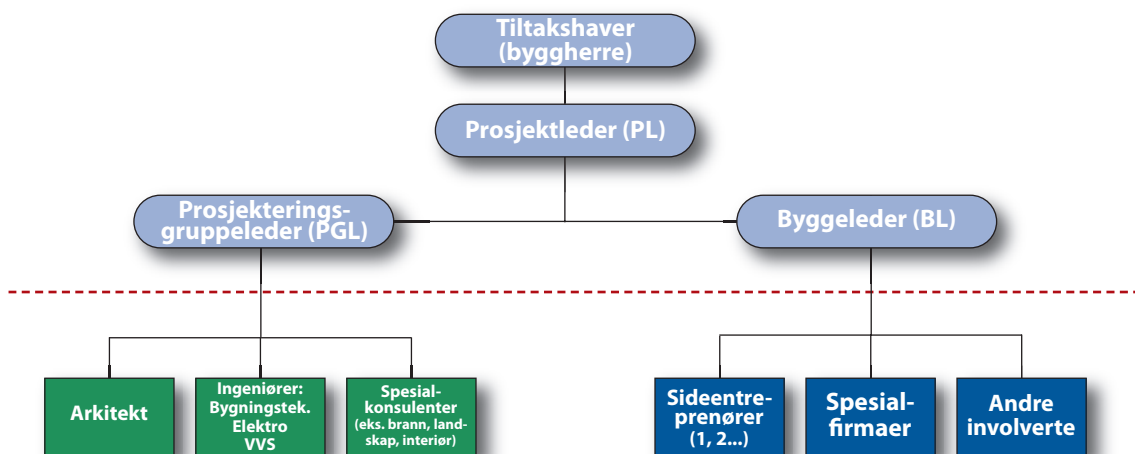 Tiltakshaver
(byggherre)
Prosjektleder (PL)
Prosjekterings-
gruppeleder (PGL)
Byggeleder (BL)
Arkitekt
Ingeniører:
Bygningstek.
Elektro
VVS
Spesial-
konsulenter
(eks. brann, land-
skap, interiør)
Sideentre-
prenører
(1, 2...)
Spesial-
firmaer
Andre
involverte